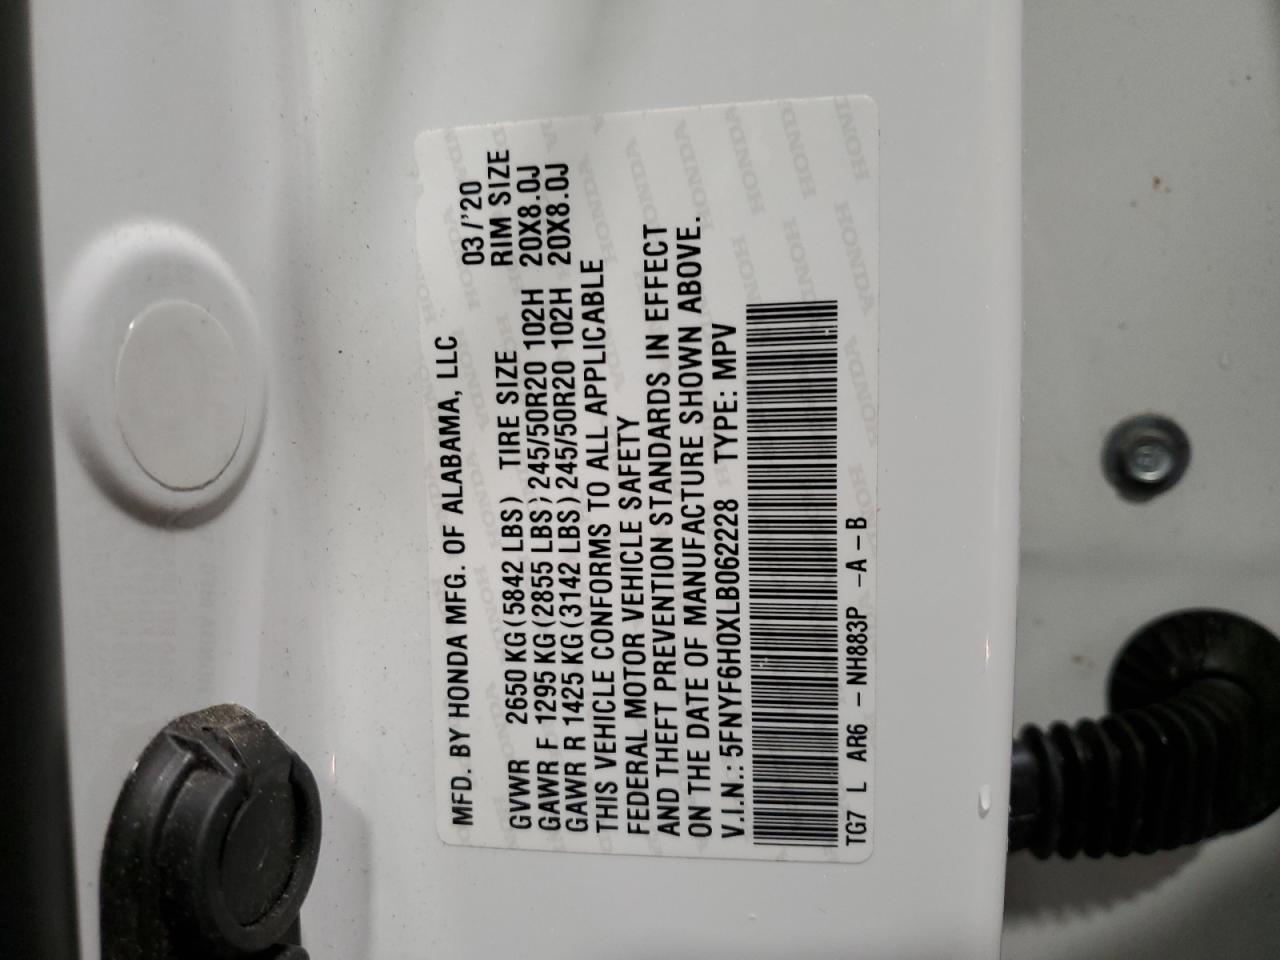 MFD. BY HONDA MFG. OF ALABAMA, LLC 03/'20
GVWR 2650 KG (5842 LBS) TIRE SIZE RIM SIZE
GAWR F 1295 KG (2855 LBS) 245/50R20 102H 20X8.0J
GAWR R 1425 KG (3142 LBS) 245/50R20 102H 20X8.0J
THIS VEHICLE CONFORMS TO ALL APPLICABLE
FEDERAL MOTOR VEHICLE SAFETY
AND THEFT PREVENTION STANDARDS IN EFFECT
ON THE DATE OF MANUFACTURE SHOWN ABOVE.
V.I.N.: 5FNYF6H0XLB062228 TYPE: MPV
TG7 L AR6 - NH883P -A-B